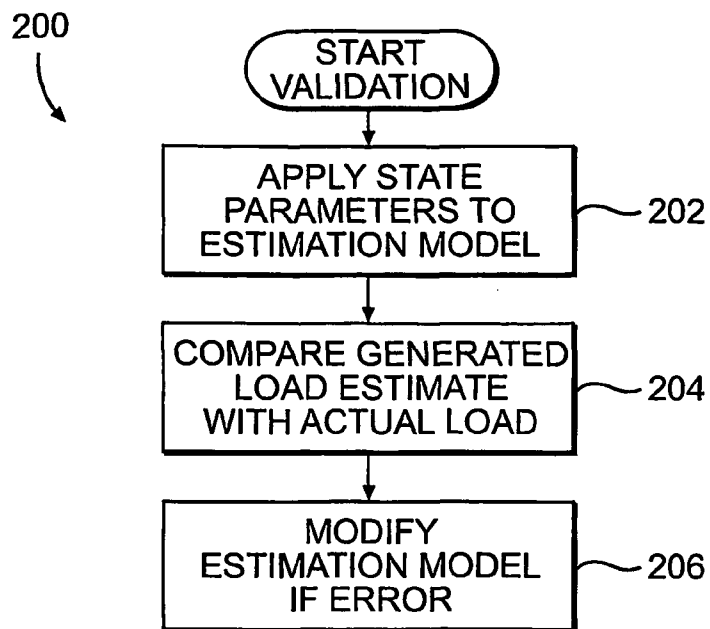 200
START
VALIDATION
APPLY STATE
PARAMETERS TO
ESTIMATION MODEL
202
COMPARE GENERATED
LOAD ESTIMATE
WITH ACTUAL LOAD
204
MODIFY
ESTIMATION MODEL
IF ERROR
206